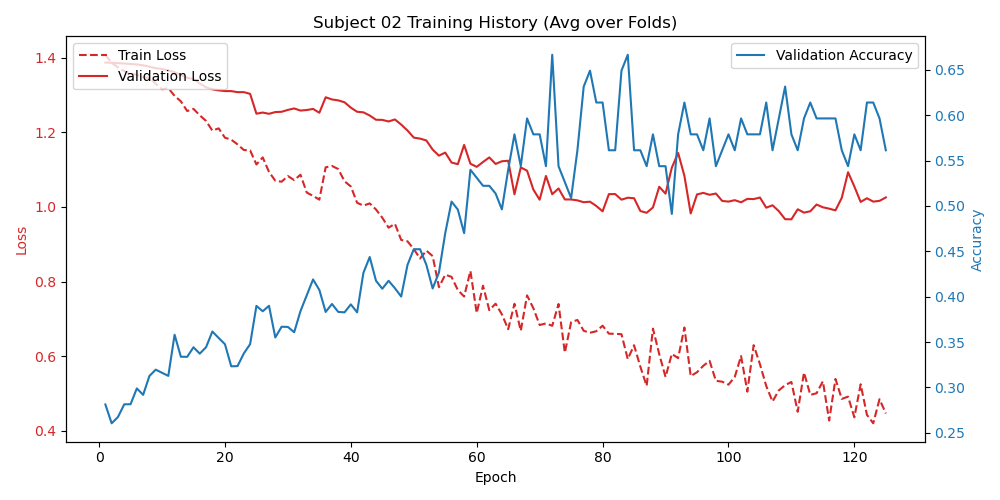 Subject 02 Training History (Avg over Folds)
Train Loss
Validation Loss
Validation Accuracy
1.4
1.2
1.0
0.8
0.6
0.4
Loss
0.65
0.60
0.55
0.50
0.45
0.40
0.35
0.30
0.25
Accuracy
0 20 40 60 80 100 120
Epoch